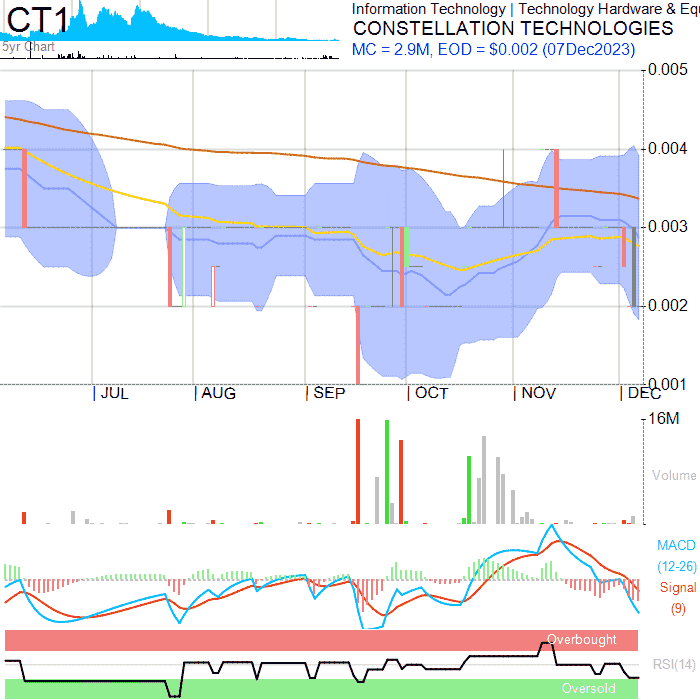 CT1
5yr Chart
Information Technology | Technology Hardware & Equ
CONSTELLATION TECHNOLOGIES
MC = 2.9M, EOD = $0.002 (07Dec2023)
0.005
0.004
0.003
0.002
0.001
JUL
AUG
SEP
OCT
NOV
DEC
16M
Volume
MACD
(12-26)
Signal
(9)
Overbought
RSI(14)
Oversold